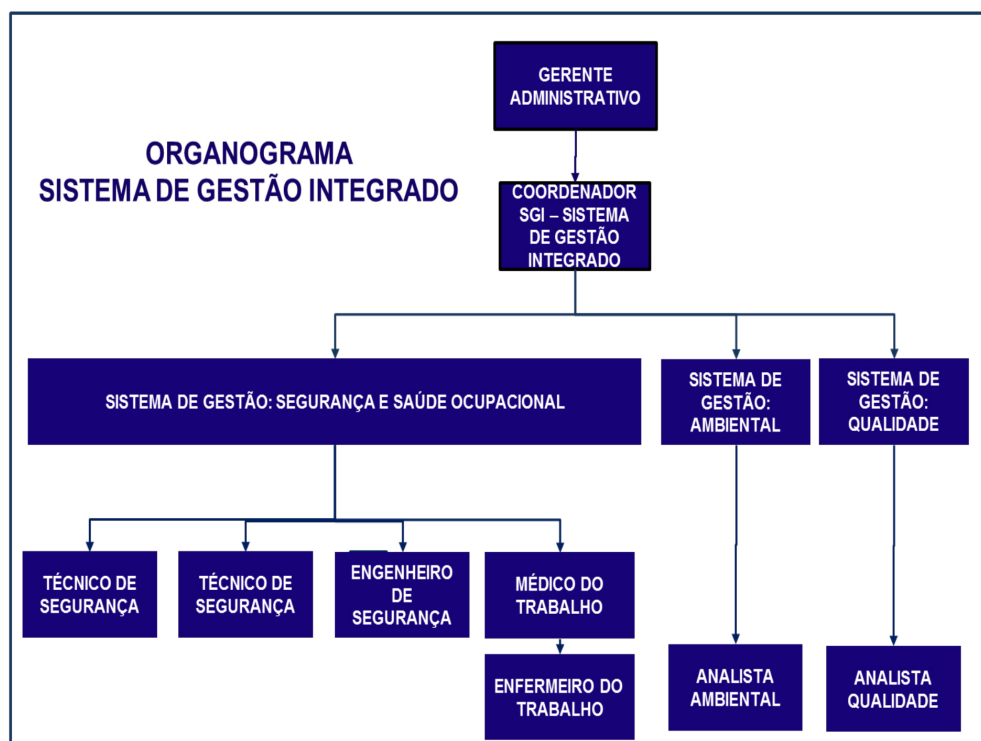 GERENTE
ADMINISTRATIVO
ORGANOGRAMA
SISTEMA DE GESTÃO INTEGRADO
COORDENADOR
SGI – SISTEMA
DE GESTÃO
INTEGRADO
SISTEMA DE GESTÃO: SEGURANÇA E SAÚDE OCUPACIONAL
SISTEMA DE
GESTÃO:
AMBIENTAL
SISTEMA DE
GESTÃO:
QUALIDADE
TÉCNICO DE
SEGURANÇA
TÉCNICO DE
SEGURANÇA
ENGENHEIRO
DE
SEGURANÇA
MÉDICO DO
TRABALHO
ENFERMEIRO DO
TRABALHO
ANALISTA
AMBIENTAL
ANALISTA
QUALIDADE